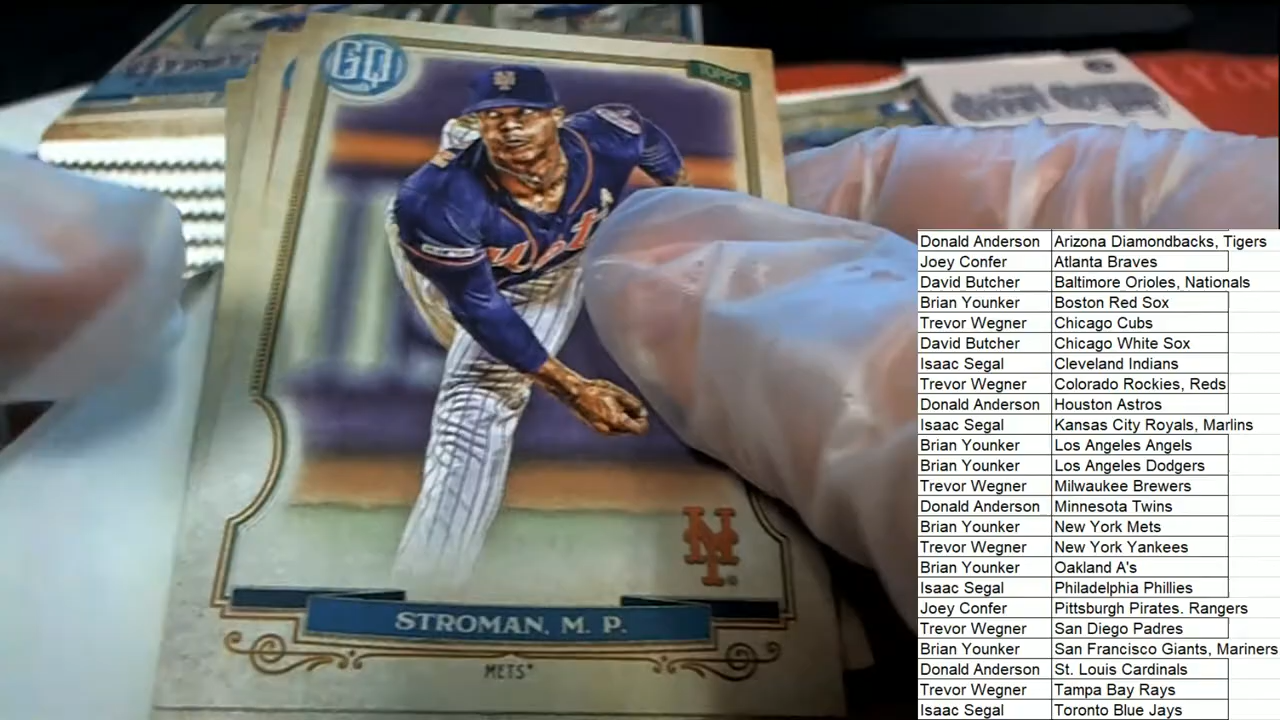 GQ
TOPPS
Mets
STROMAN, M. P.
METS
Donald Anderson Arizona Diamondbacks, Tigers
Joey Confer Atlanta Braves
David Butcher Baltimore Orioles, Nationals
Brian Younker Boston Red Sox
Trevor Wegner Chicago Cubs
David Butcher Chicago White Sox
Isaac Segal Cleveland Indians
Trevor Wegner Colorado Rockies, Reds
Donald Anderson Houston Astros
Isaac Segal Kansas City Royals, Marlins
Brian Younker Los Angeles Angels
Brian Younker Los Angeles Dodgers
Trevor Wegner Milwaukee Brewers
Donald Anderson Minnesota Twins
Brian Younker New York Mets
Trevor Wegner New York Yankees
Brian Younker Oakland A's
Isaac Segal Philadelphia Phillies
Joey Confer Pittsburgh Pirates. Rangers
Trevor Wegner San Diego Padres
Brian Younker San Francisco Giants, Mariners
Donald Anderson St. Louis Cardinals
Trevor Wegner Tampa Bay Rays
Isaac Segal Toronto Blue Jays